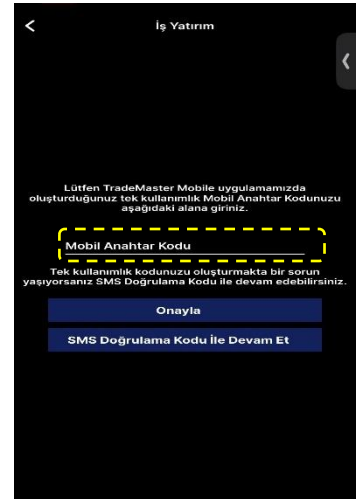 İş Yatırım
Lütfen TradeMaster Mobile uygulamamızda
oluşturduğunuz tek kullanımlık Mobil Anahtar Kodunuzu
aşağıdaki alana giriniz.
Mobil Anahtar Kodu
Tek kullanımlık kodunuzu oluşturmakta bir sorun
yaşıyorsanız SMS Doğrulama Kodu ile devam edebilirsiniz.
Onayla
SMS Doğrulama Kodu İle Devam Et